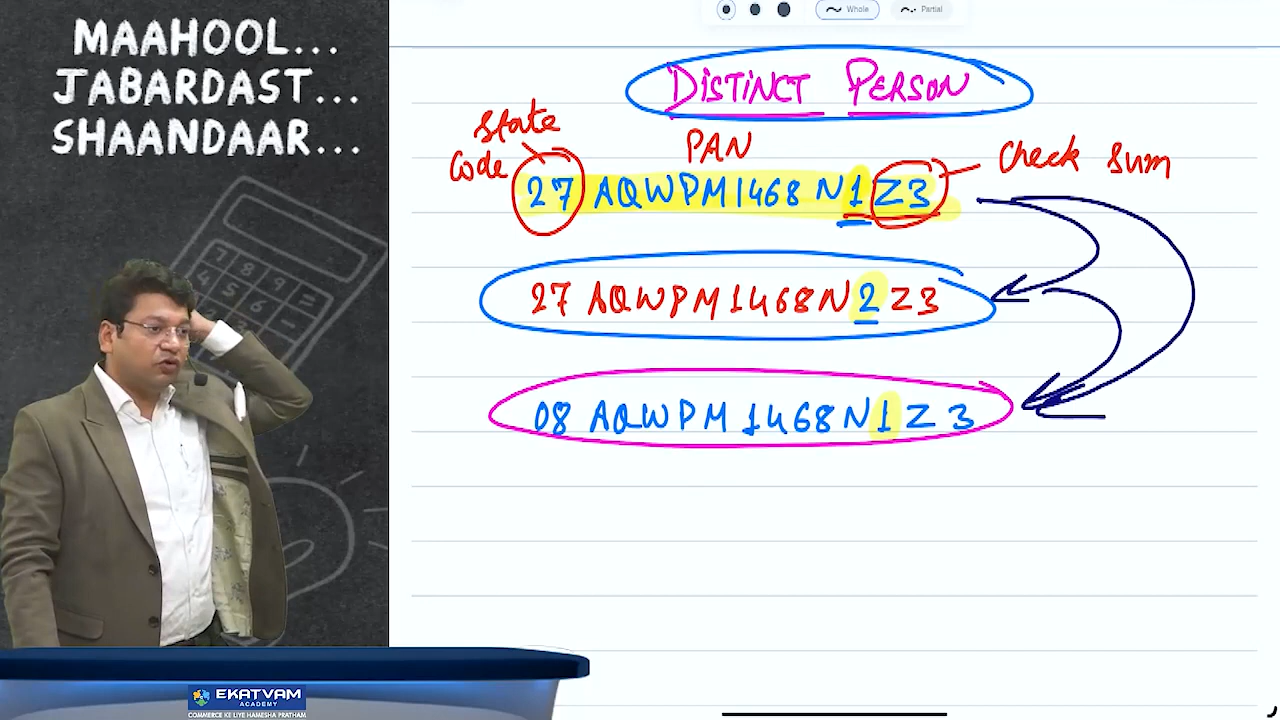 MAAHOOL...
JABARDAST...
SHAANDAAR...
Whole
Partial
DISTINCT PERSON
State
Code
PAN
Check Sum
27 AQWPM1468N1Z3
27 AQWPM1468N2Z3
08 AQWPM1468N1Z3
EKATVAM
ACADEMY
COMMERCE KE LIYE HAMESHA PRATHAM